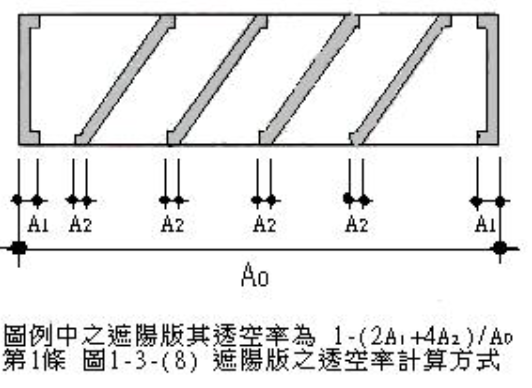 A1 A2 A2 A2 A2 A1
A0
圖例中之遮陽版其透空率為 1-(2A1+4A2)/A0
第1條 圖1-3-(8) 遮陽版之透空率計算方式